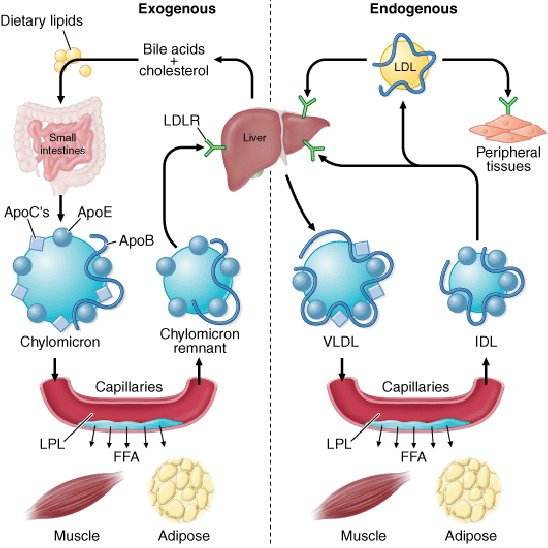 Exogenous
Dietary lipids
Bile acids
+
cholesterol
LDLR
Liver
Small
intestines
ApoC's
ApoE
ApoB
Chylomicron
Chylomicron
remnant
Capillaries
LPL
FFA
Muscle
Adipose
Endogenous
LDL
Peripheral
tissues
VLDL
IDL
Capillaries
LPL
FFA
Muscle
Adipose